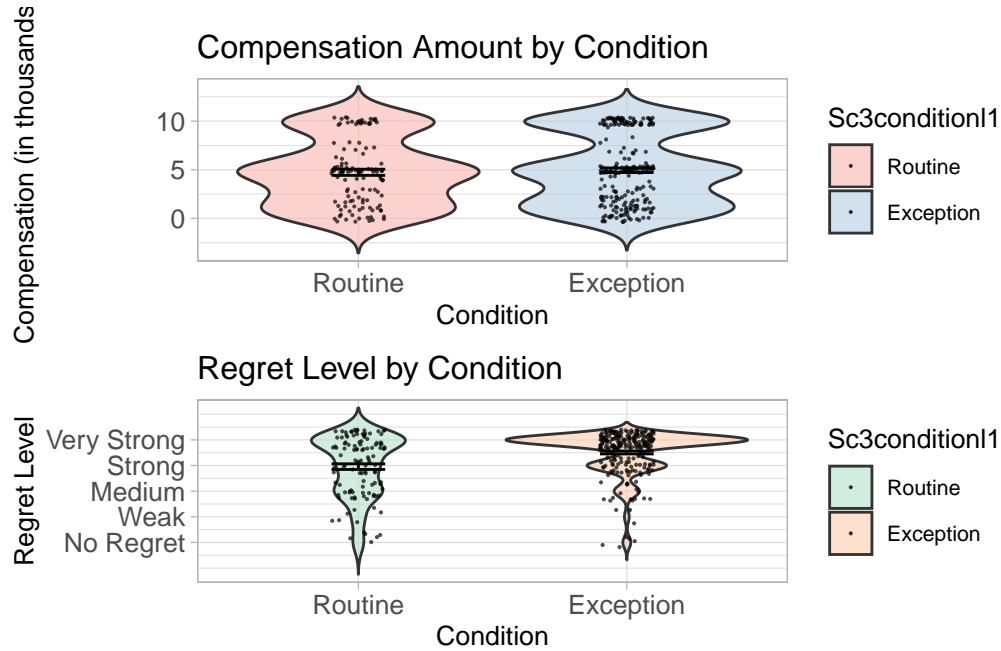 Compensation Amount by Condition
Compensation (in thousands
10
5
0
Routine
Exception
Condition
Sc3conditionl1
Routine
Exception
Regret Level by Condition
Regret Level
Very Strong
Strong
Medium
Weak
No Regret
Routine
Exception
Condition
Sc3conditionl1
Routine
Exception